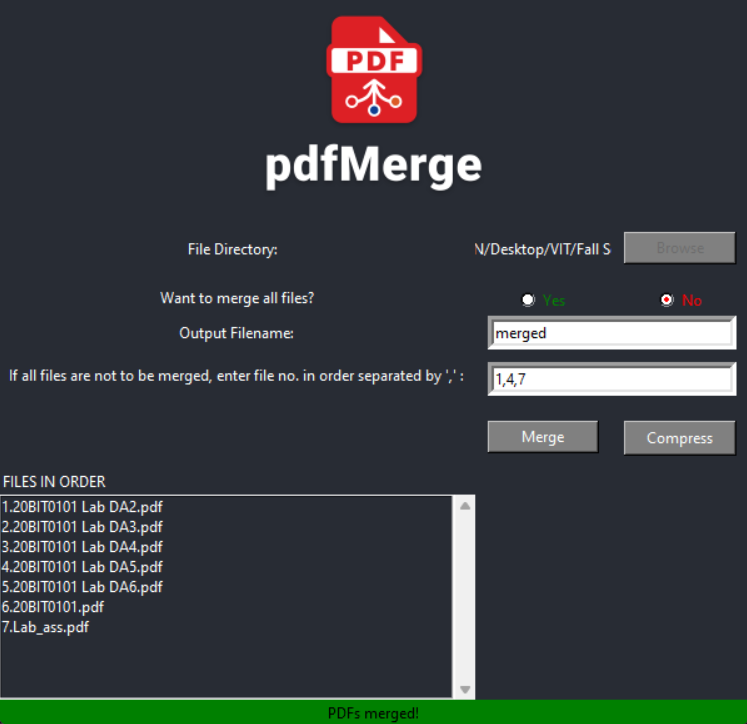 PDF
pdfMerge
File Directory: N/Desktop/VIT/Fall S Browse
Want to merge all files? Yes No
Output Filename: merged
If all files are not to be merged, enter file no. in order separated by ',' : 1,4,7
Merge Compress
FILES IN ORDER
1.20BIT0101 Lab DA2.pdf
2.20BIT0101 Lab DA3.pdf
3.20BIT0101 Lab DA4.pdf
4.20BIT0101 Lab DA5.pdf
5.20BIT0101 Lab DA6.pdf
6.20BIT0101.pdf
7.Lab_ass.pdf
PDFs merged!